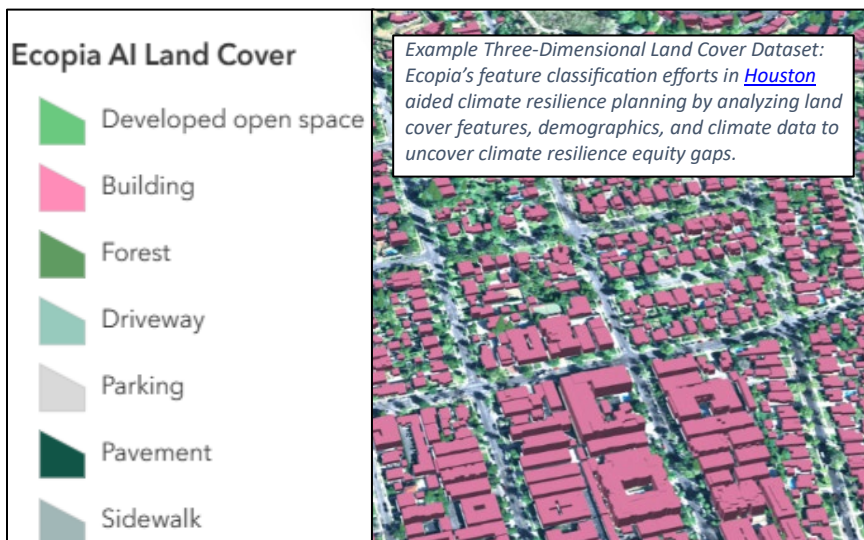 Ecopia AI Land Cover
Developed open space
Building
Forest
Driveway
Parking
Pavement
Sidewalk
Example Three-Dimensional Land Cover Dataset:
Ecopia's feature classification efforts in Houston
aided climate resilience planning by analyzing land
cover features, demographics, and climate data to
uncover climate resilience equity gaps.